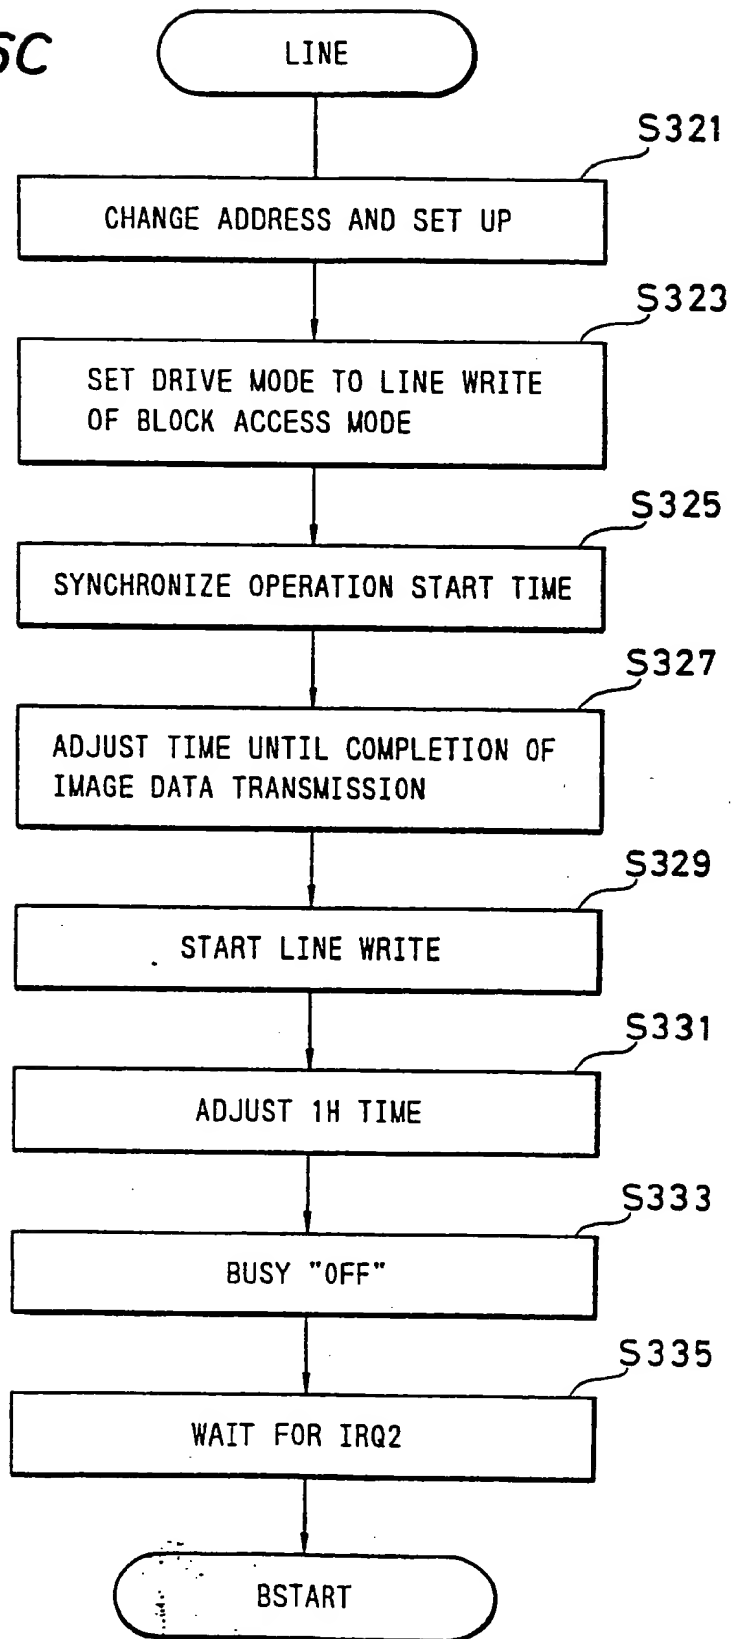 6C
LINE
S321
CHANGE ADDRESS AND SET UP
S323
SET DRIVE MODE TO LINE WRITE
OF BLOCK ACCESS MODE
S325
SYNCHRONIZE OPERATION START TIME
S327
ADJUST TIME UNTIL COMPLETION OF
IMAGE DATA TRANSMISSION
S329
START LINE WRITE
S331
ADJUST 1H TIME
S333
BUSY "OFF"
S335
WAIT FOR IRQ2
BSTART